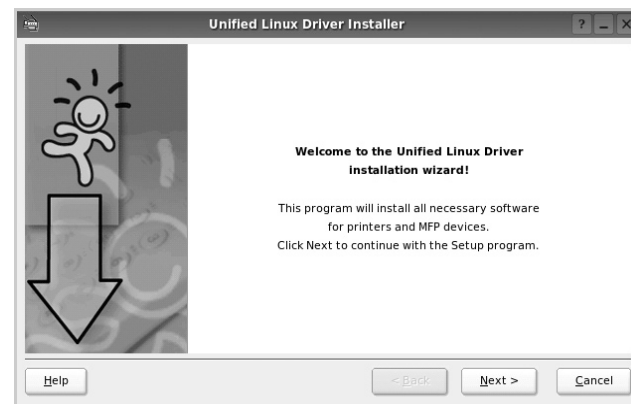 Unified Linux Driver Installer
Welcome to the Unified Linux Driver
installation wizard!
This program will install all necessary software
for printers and MFP devices.
Click Next to continue with the Setup program.
Help
< Back
Next >
Cancel